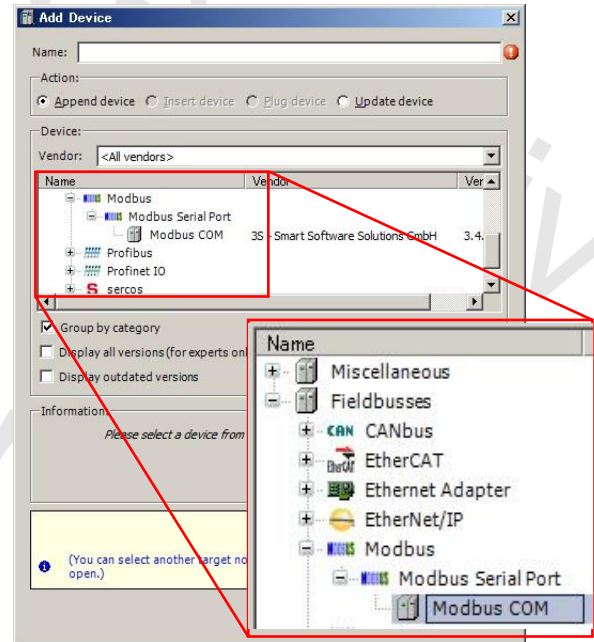 Add Device
Name:
Action:
Append device Insert device Plug device Update device
Device:
Vendor: <All vendors>
Name Vendor Ver
Modbus
Modbus Serial Port
Modbus COM 3S - Smart Software Solutions GmbH 3.4.
Profibus
Profinet IO
S sercos
Group by category
Display all versions (for experts onl
Display outdated versions
Information:
Please select a device from
(You can select another target no
open.)
Name
Miscellaneous
Fieldbusses
CAN CANbus
EtherCAT EtherCAT
Ethernet Adapter
EtherNet/IP
MODBUS Modbus
MODBUS Modbus Serial Port
Modbus COM